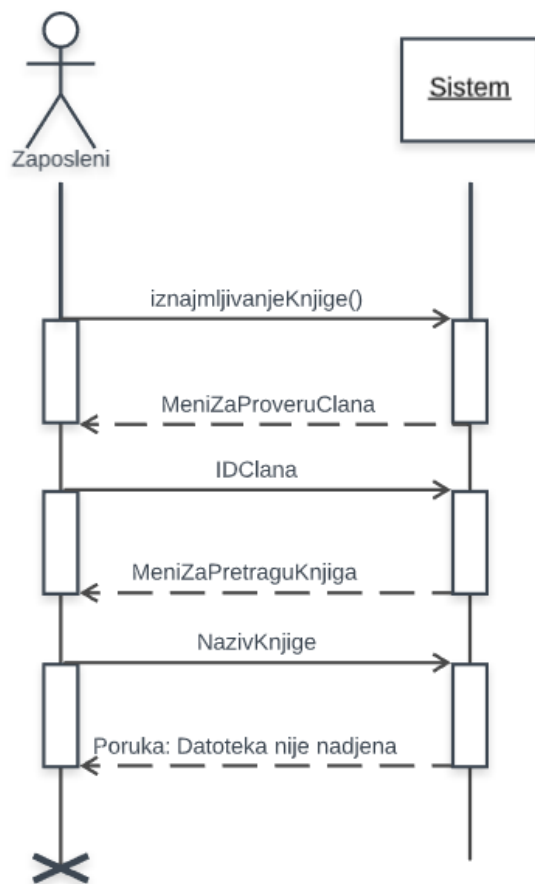 Zaposleni
Sistem
iznajmljivanjeKnjige()
MeniZaProveruClana
IDClana
MeniZaPretraguKnjiga
NazivKnjige
Poruka: Datoteka nije nadjena